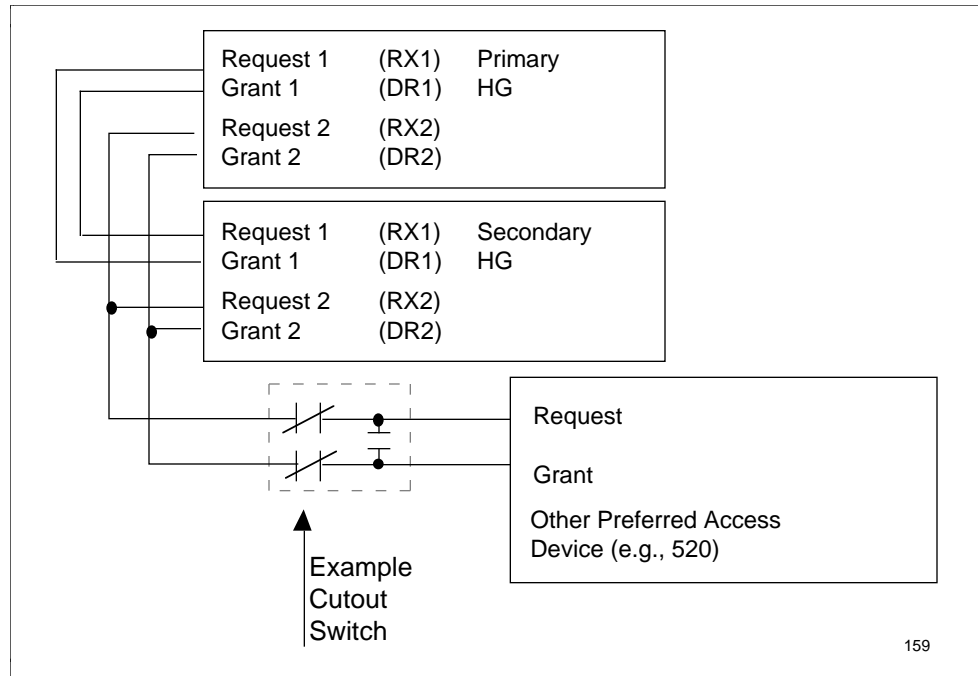 Request 1 (RX1) Primary
Grant 1 (DR1) HG
Request 2 (RX2)
Grant 2 (DR2)
Request 1 (RX1) Secondary
Grant 1 (DR1) HG
Request 2 (RX2)
Grant 2 (DR2)
Request
Grant
Other Preferred Access
Device (e.g., 520)
Example
Cutout
Switch
159